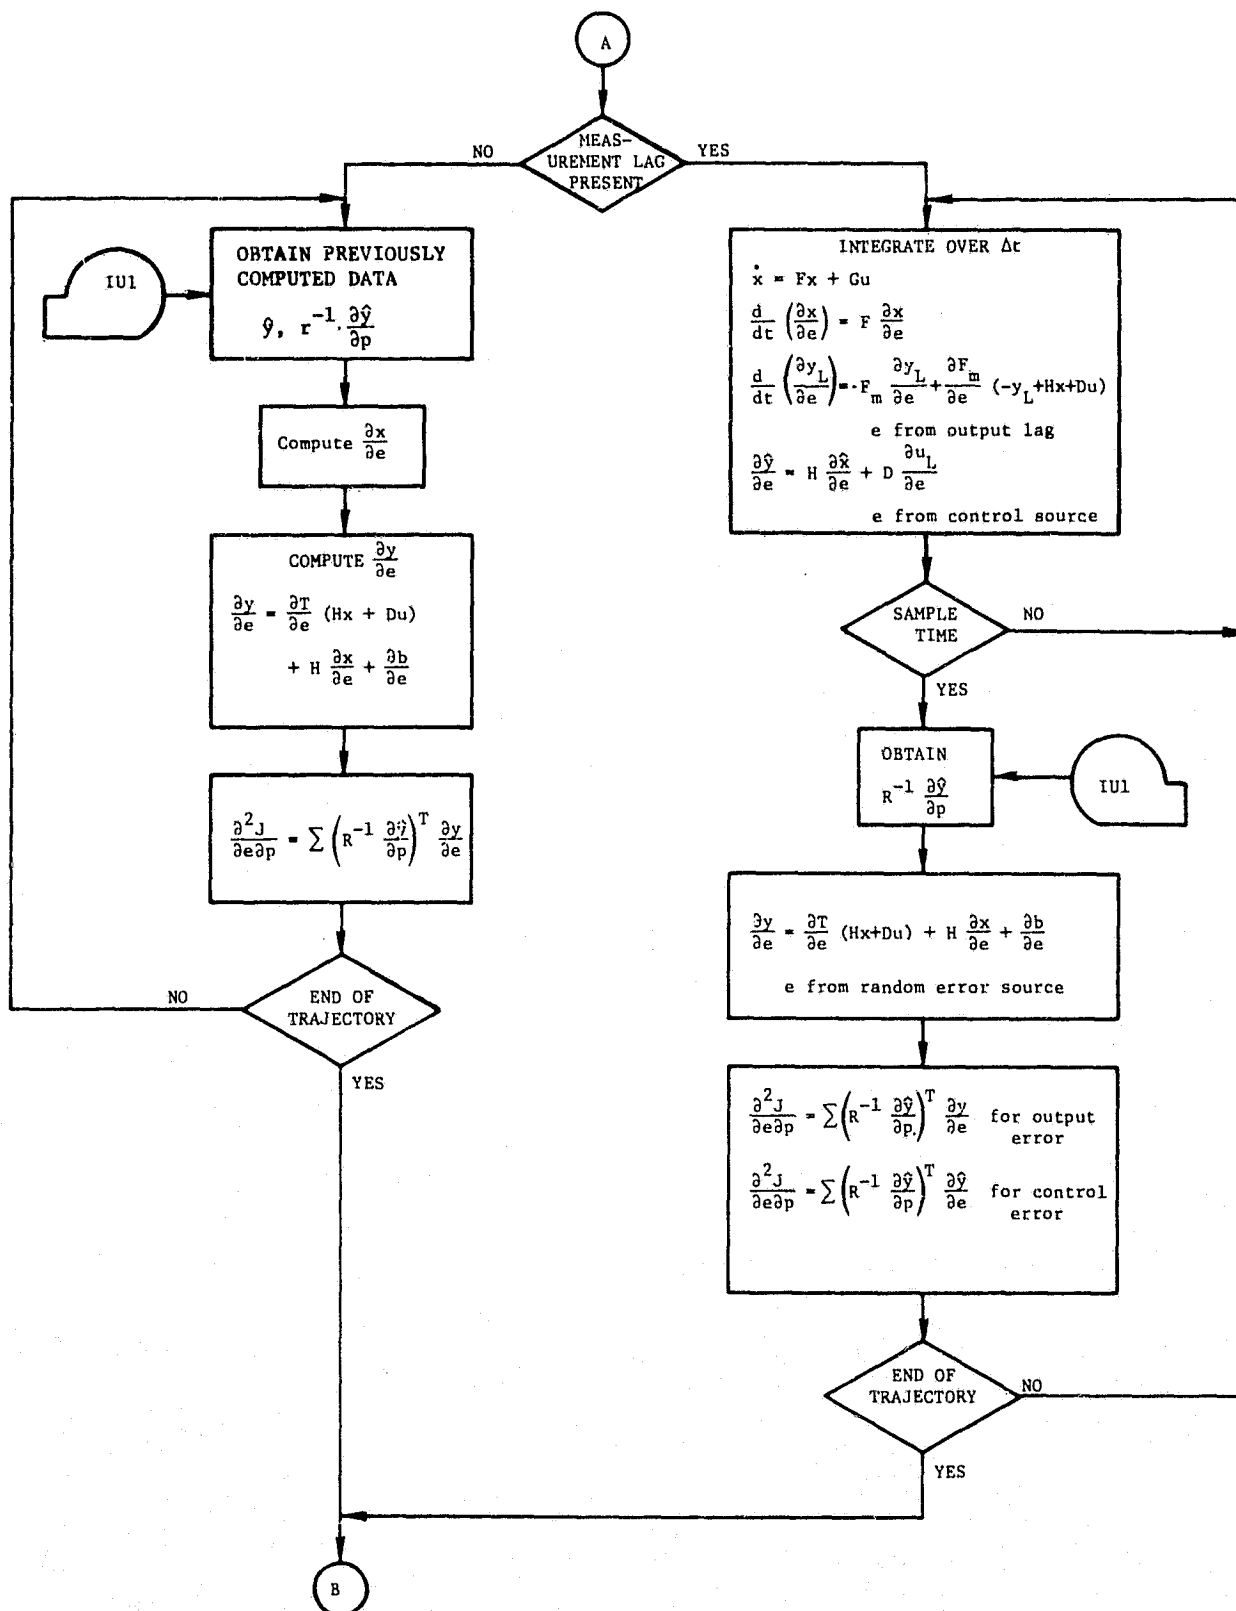 A
MEAS-
UREMENT LAG
PRESENT
NO
YES
IU1
OBTAIN PREVIOUSLY
COMPUTED DATA
ŷ, r⁻¹ · ∂ŷ/∂p
Compute ∂x/∂e
COMPUTE ∂y/∂e
∂y/∂e = ∂T/∂e (Hx + Du)
+ H ∂x/∂e + ∂b/∂e
∂²J/∂e∂p = ∑ (R⁻¹ ∂ŷ/∂p)ᵀ ∂y/∂e
END OF
TRAJECTORY
NO
YES
INTEGRATE OVER Δt
ẋ = Fx + Gu
d/dt (∂x/∂e) = F ∂x/∂e
d/dt (∂y_L/∂e) = ·F_m ∂y_L/∂e + ∂F_m/∂e (-y_L+Hx+Du)
e from output lag
∂ŷ/∂e = H ∂x̂/∂e + D ∂u_L/∂e
e from control source
SAMPLE
TIME
NO
YES
OBTAIN
R⁻¹ ∂ŷ/∂p
IU1
∂y/∂e = ∂T/∂e (Hx+Du) + H ∂x/∂e + ∂b/∂e
e from random error source
∂²J/∂e∂p = ∑(R⁻¹ ∂ŷ/∂p.)ᵀ ∂y/∂e for output
error
∂²J/∂e∂p = ∑(R⁻¹ ∂ŷ/∂p)ᵀ ∂ŷ/∂e for control
error
END OF
TRAJECTORY
NO
YES
B